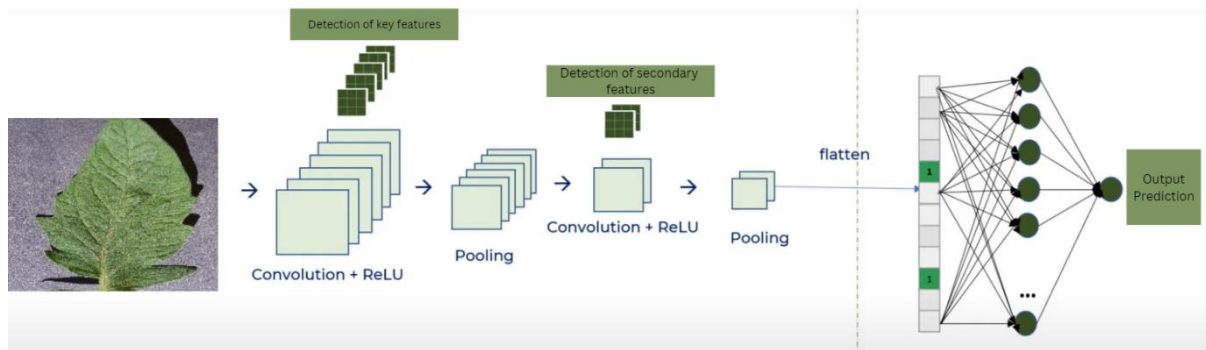 Detection of key features
Detection of secondary
features
flatten
1
1
...
Output
Prediction
Convolution + ReLU
Pooling
Convolution + ReLU
Pooling